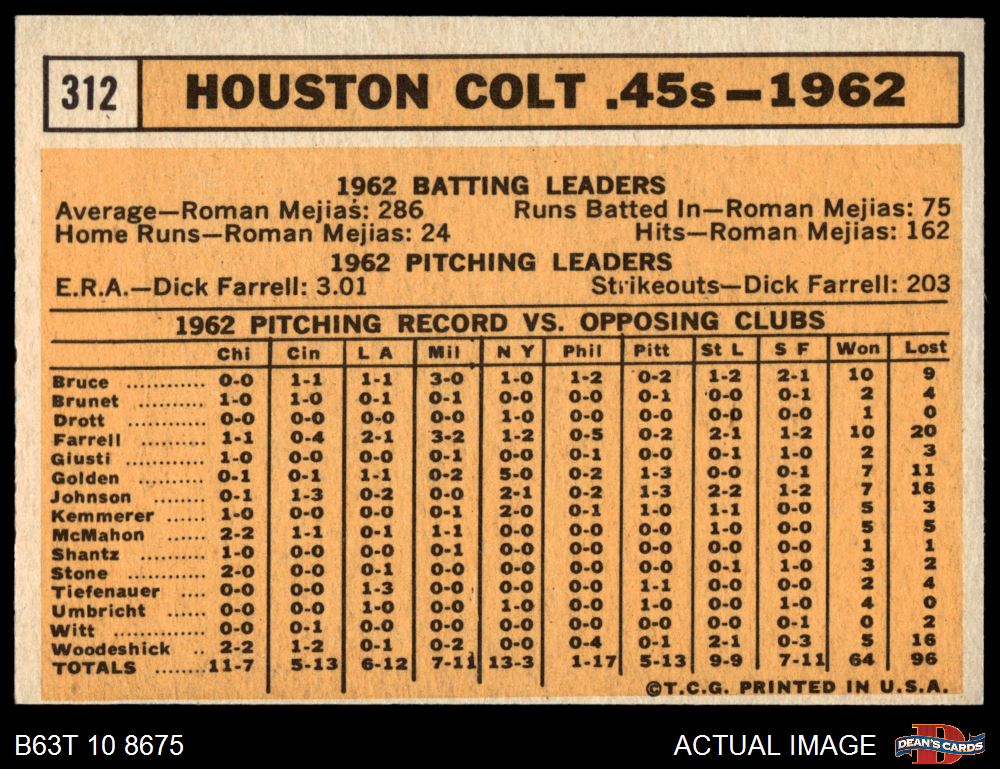 312 HOUSTON COLT .45s—1962
1962 BATTING LEADERS
Average—Roman Mejias: 286 Runs Batted In—Roman Mejias: 75
Home Runs—Roman Mejias: 24 Hits—Roman Mejias: 162
1962 PITCHING LEADERS
E.R.A.—Dick Farrell: 3.01 Strikeouts—Dick Farrell: 203
1962 PITCHING RECORD VS. OPPOSING CLUBS
Chi Cin L A Mil N Y Phil Pitt St L S F Won Lost
Bruce ............ 0-0 1-1 1-1 3-0 1-0 1-2 0-2 1-2 2-1 10 9
Brunet .......... 1-0 1-0 0-1 0-1 0-0 0-0 0-1 0-0 0-1 2 4
Drott ............ 0-0 0-0 0-0 0-0 1-0 0-0 0-0 0-0 0-0 1 0
Farrell .......... 1-1 0-4 2-1 3-2 1-2 0-5 0-2 2-1 1-2 10 20
Giusti ............ 1-0 0-0 0-0 0-1 0-0 0-1 0-0 0-1 1-0 2 3
Golden .......... 0-1 0-1 1-1 0-2 5-0 0-2 1-3 0-0 0-1 7 11
Johnson ........ 0-1 1-3 0-2 0-0 2-1 0-2 1-3 2-2 1-2 7 16
Kemmerer ...... 1-0 0-0 0-0 0-1 2-0 0-1 1-0 1-1 0-0 5 3
McMahon ...... 2-2 1-1 0-1 1-1 0-0 0-0 0-0 1-0 0-0 5 5
Shantz .......... 1-0 0-0 0-0 0-1 0-0 0-0 0-0 0-0 0-0 1 1
Stone ............ 2-0 0-0 0-1 0-0 0-0 0-0 0-0 0-1 1-0 3 2
Tiefenauer .... 0-0 0-0 1-3 0-0 0-0 0-0 1-1 0-0 0-0 2 4
Umbricht ...... 0-0 0-0 1-0 0-0 1-0 0-0 1-0 0-0 1-0 4 0
Witt .............. 0-0 0-1 0-0 0-0 0-0 0-0 0-0 0-0 0-1 0 2
Woodeshick .. 2-2 1-2 0-1 0-2 0-0 0-4 0-1 2-1 0-3 5 16
TOTALS ........ 11-7 5-13 6-12 7-11 13-3 1-17 5-13 9-9 7-11 64 96
©T.C.G. PRINTED IN U.S.A.
B63T 10 8675 ACTUAL IMAGE DEAN'S CARDS